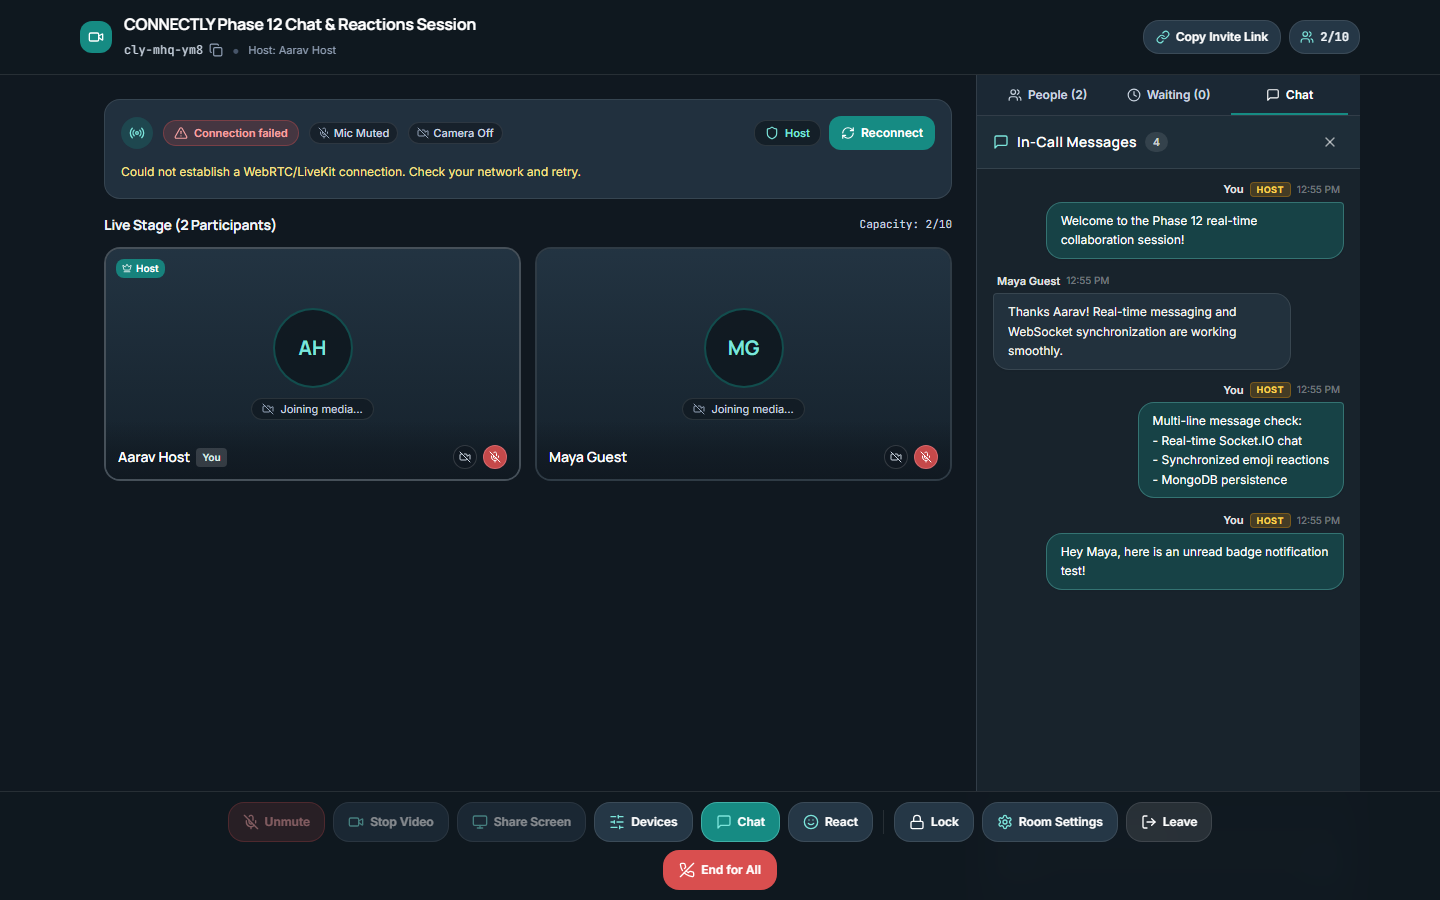 CONNECTLY Phase 12 Chat & Reactions Session
cly-mhq-ym8
Host: Aarav Host
Copy Invite Link
2/10
Connection failed
Mic Muted
Camera Off
Host
Reconnect
Could not establish a WebRTC/LiveKit connection. Check your network and retry.
Live Stage (2 Participants)
Capacity: 2/10
Host
AH
Joining media...
Aarav Host
You
MG
Joining media...
Maya Guest
People (2)
Waiting (0)
Chat
In-Call Messages
4
You HOST 12:55 PM
Welcome to the Phase 12 real-time
collaboration session!
Maya Guest 12:55 PM
Thanks Aarav! Real-time messaging and
WebSocket synchronization are working
smoothly.
You HOST 12:55 PM
Multi-line message check:
- Real-time Socket.IO chat
- Synchronized emoji reactions
- MongoDB persistence
You HOST 12:55 PM
Hey Maya, here is an unread badge notification
test!
Unmute
Stop Video
Share Screen
Devices
Chat
React
Lock
Room Settings
Leave
End for All